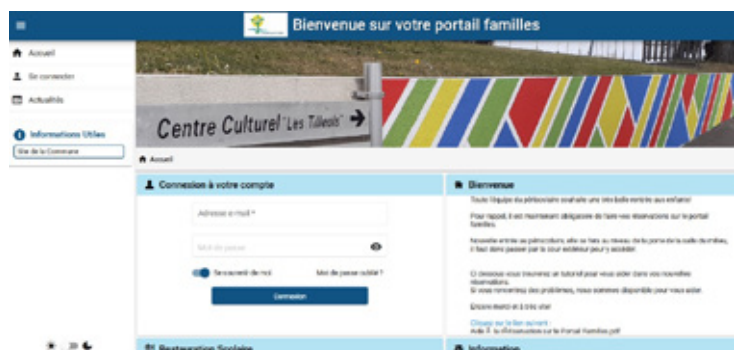 Bienvenue sur votre portail familles
Accueil
Se connecter
Actualités
Informations Utiles
Site de la Commune
Centre Culturel "Les Tilleuls"
Accueil
Connexion à votre compte
Adresse e-mail *
Mot de passe
Se souvenir de moi
Mot de passe oublié ?
Connexion
Bienvenue
Toute l'équipe du périscolaire souhaite une très belle rentrée aux enfants!
Pour rappel, il est maintenant obligatoire de faire vos réservations sur le portail
familles.
Nouvelle entrée au périscolaire, elle se fera au niveau de la porte de la salle du milieu,
il faut donc passer par la cour extérieur pour y accéder.
Ci dessous vous trouverez un tutoriel pour vous aider dans vos nouvelles
réservations.
Si vous rencontrez des problèmes, nous sommes disponible pour vous aider.
Encore merci et à très vite!
Cliquez sur le lien suivant :
Restauration Scolaire
Information